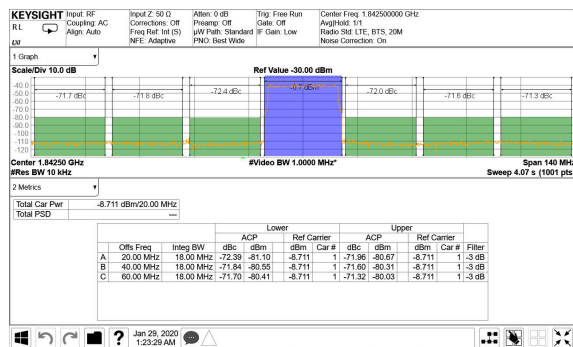 KEYSIGHT Input: RF Input Z: 50 Ω Atten: 0 dB Trig: Free Run Center Freq: 1.842500000 GHz
RL Coupling: AC Corrections: Off Preamp: Off Gate: Off Avg|Hold: 1/1
Align: Auto Freq Ref: Int (S) µW Path: Standard IF Gain: Low Radio Std: LTE, BTS, 20M
LXI NFE: Adaptive PNO: Best Wide Noise Correction: On
1 Graph
Scale/Div 10.0 dB Ref Value -30.00 dBm
-40.0
-50.0
-60.0
-70.0
-80.0
-90.0
-100
-110
-120
-71.7 dBc -71.8 dBc -72.4 dBc -8.7 dBm -72.0 dBc -71.6 dBc -71.3 dBc
Center 1.84250 GHz #Video BW 1.0000 MHz* Span 140 MHz
#Res BW 10 kHz Sweep 4.07 s (1001 pts)
2 Metrics
Total Car Pwr -8.711 dBm/20.00 MHz
Total PSD ---
Lower Upper
ACP Ref Carrier ACP Ref Carrier
Offs Freq Integ BW dBc dBm dBm Car # dBc dBm dBm Car # Filter
A 20.00 MHz 18.00 MHz -72.39 -81.10 -8.711 1 -71.96 -80.67 -8.711 1 -3 dB
B 40.00 MHz 18.00 MHz -71.84 -80.55 -8.711 1 -71.60 -80.31 -8.711 1 -3 dB
C 60.00 MHz 18.00 MHz -71.70 -80.41 -8.711 1 -71.32 -80.03 -8.711 1 -3 dB
? Jan 29, 2020
1:23:29 AM